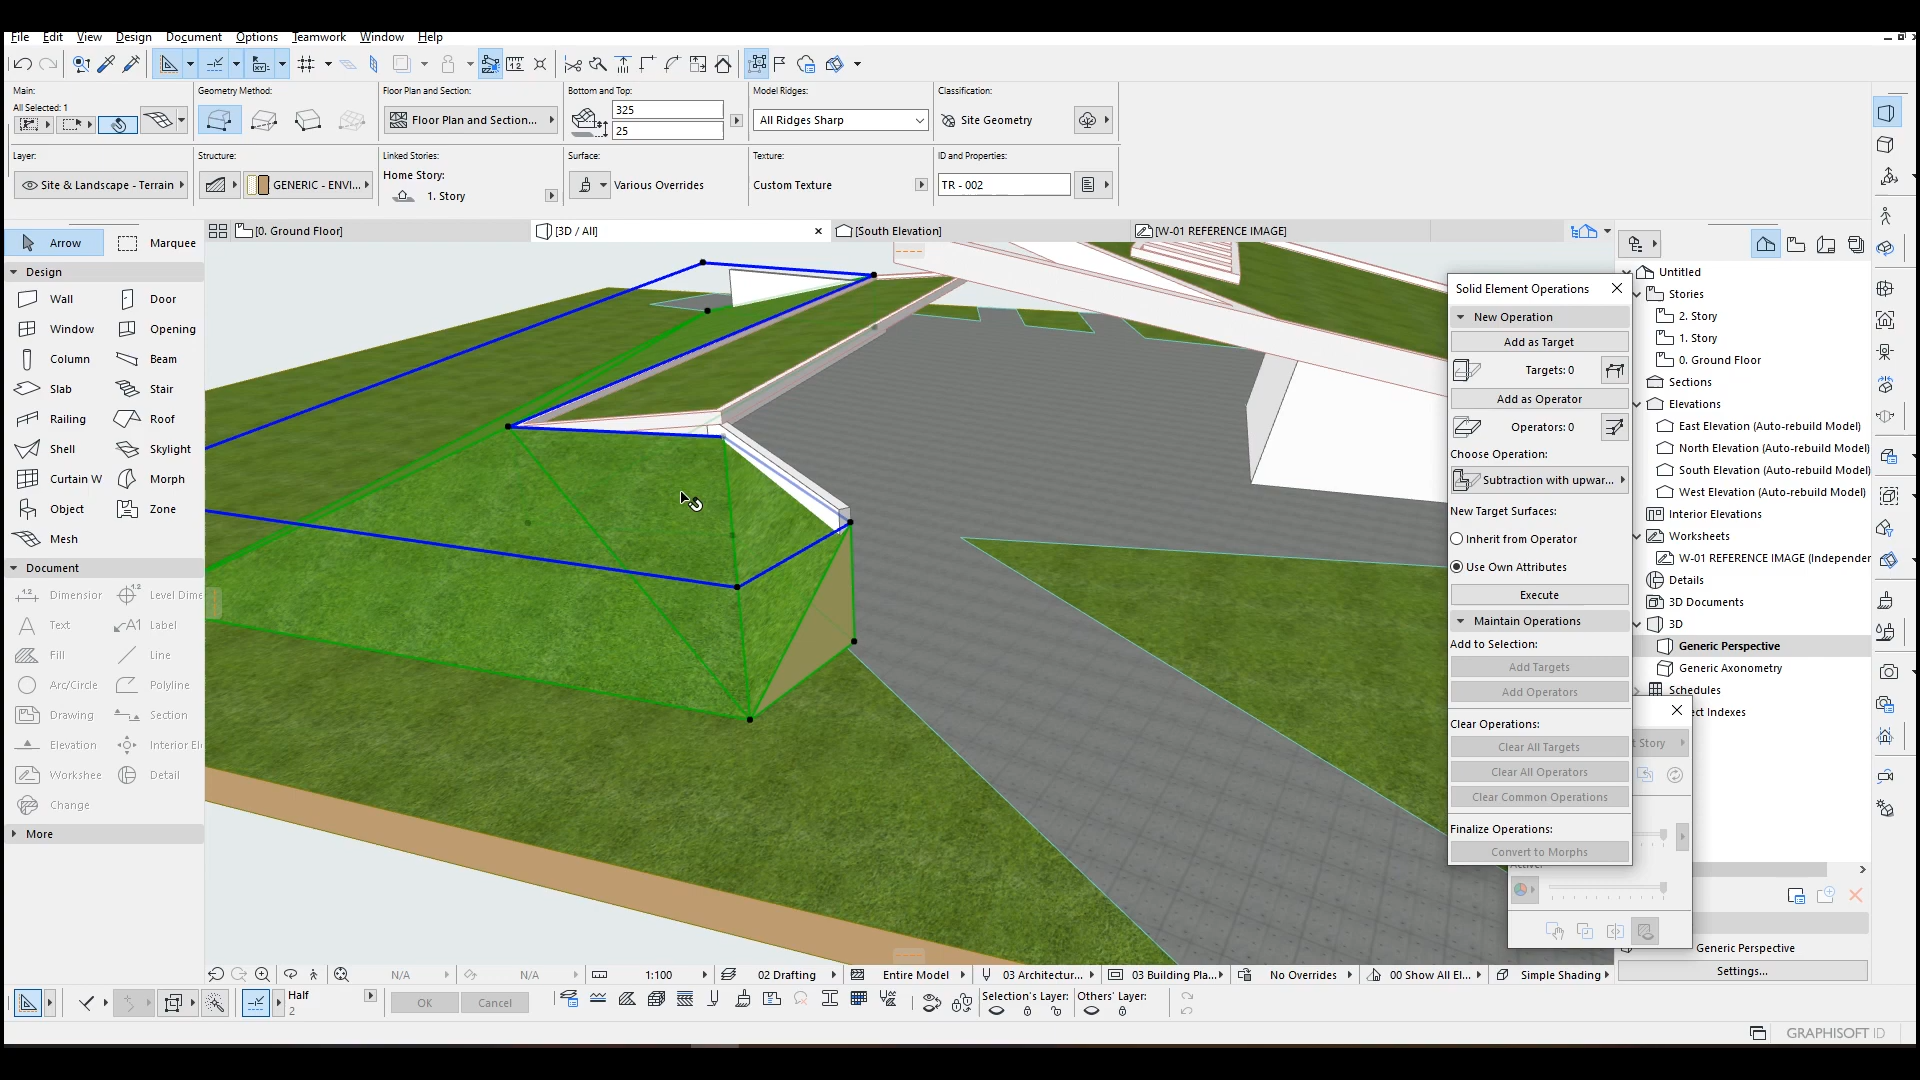 File Edit View Design Document Options Teamwork Window Help
Main:
All Selected: 1
Geometry Method:
Floor Plan and Section:
Floor Plan and Section...
Bottom and Top:
325
25
Model Ridges:
All Ridges Sharp
Classification:
Site Geometry
Layer:
Site & Landscape - Terrain
Structure:
GENERIC - ENVI...
Linked Stories:
Home Story:
1. Story
Surface:
Various Overrides
Texture:
Custom Texture
ID and Properties:
TR - 002
Arrow
Marquee
[0. Ground Floor]
[3D / All]
[South Elevation]
[W-01 REFERENCE IMAGE]
Design
Wall Door
Window Opening
Column Beam
Slab Stair
Railing Roof
Shell Skylight
Curtain W Morph
Object Zone
Mesh
Document
Dimension Level Dime
Text Label
Fill Line
Arc/Circle Polyline
Drawing Section
Elevation Interior El
Workshee Detail
Change
More
Solid Element Operations
New Operation
Add as Target
Targets: 0
Add as Operator
Operators: 0
Choose Operation:
Subtraction with upwar...
New Target Surfaces:
Inherit from Operator
Use Own Attributes
Execute
Maintain Operations
Add to Selection:
Add Targets
Add Operators
Clear Operations:
Clear All Targets
Clear All Operators
Clear Common Operations
Finalize Operations:
Convert to Morphs
t Story
Untitled
Stories
2. Story
1. Story
0. Ground Floor
Sections
Elevations
East Elevation (Auto-rebuild Model)
North Elevation (Auto-rebuild Model)
South Elevation (Auto-rebuild Model)
West Elevation (Auto-rebuild Model)
Interior Elevations
Worksheets
W-01 REFERENCE IMAGE (Independer
Details
3D Documents
3D
Generic Perspective
Generic Axonometry
Schedules
ect Indexes
Generic Perspective
Settings...
N/A
N/A
1:100
02 Drafting
Entire Model
03 Architectur...
03 Building Pla...
No Overrides
00 Show All El...
Simple Shading
Half
2
OK
Cancel
Selection's Layer:
Others' Layer:
GRAPHISOFT ID